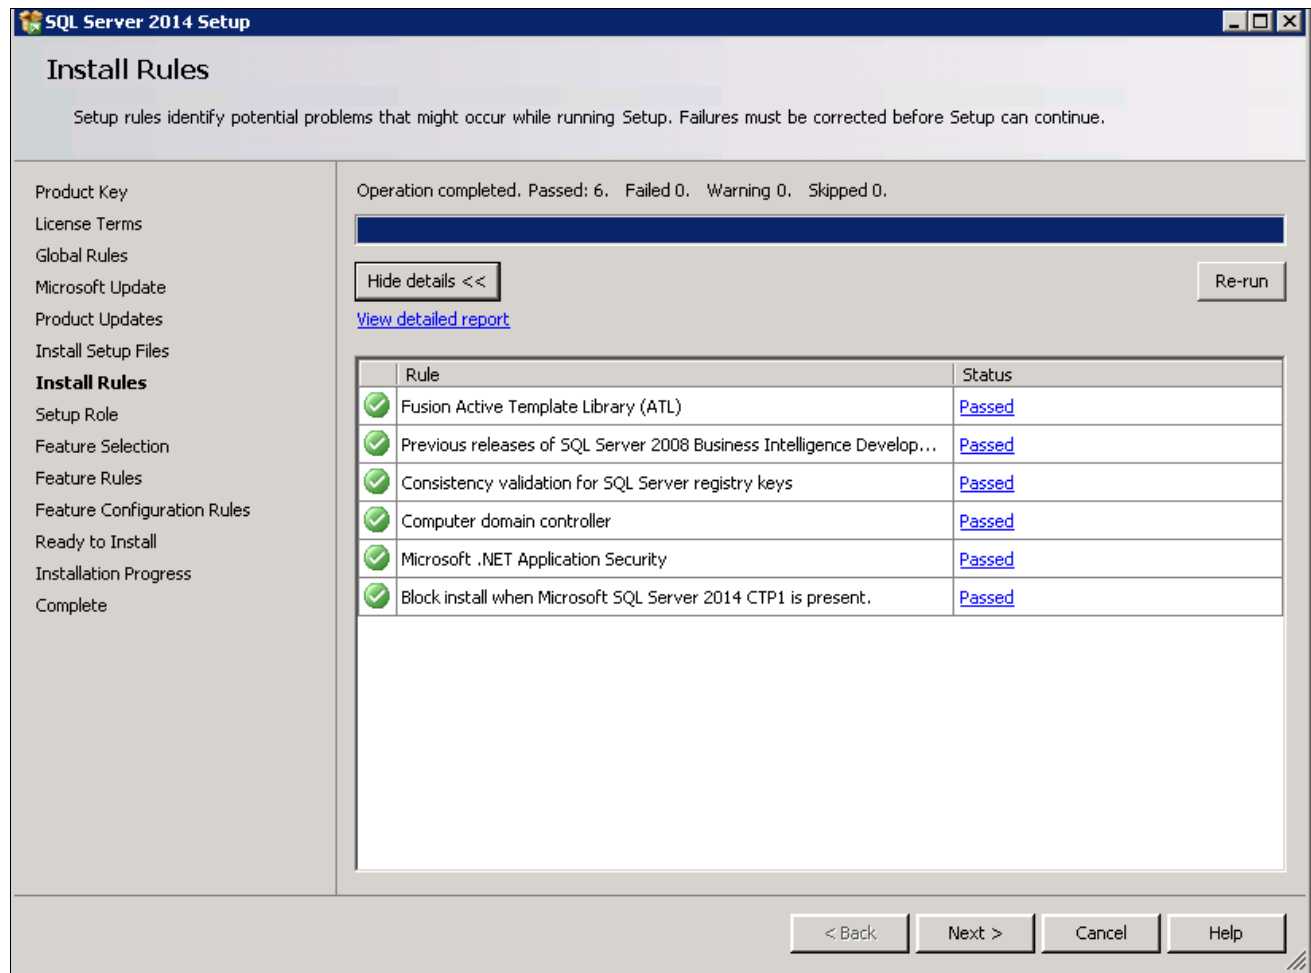 SQL Server 2014 Setup
Install Rules
Setup rules identify potential problems that might occur while running Setup. Failures must be corrected before Setup can continue.
Product Key
License Terms
Global Rules
Microsoft Update
Product Updates
Install Setup Files
Install Rules
Setup Role
Feature Selection
Feature Rules
Feature Configuration Rules
Ready to Install
Installation Progress
Complete
Operation completed. Passed: 6. Failed 0. Warning 0. Skipped 0.
Hide details <<
Re-run
View detailed report
Rule Status
Fusion Active Template Library (ATL) Passed
Previous releases of SQL Server 2008 Business Intelligence Develop... Passed
Consistency validation for SQL Server registry keys Passed
Computer domain controller Passed
Microsoft .NET Application Security Passed
Block install when Microsoft SQL Server 2014 CTP1 is present. Passed
< Back Next > Cancel Help